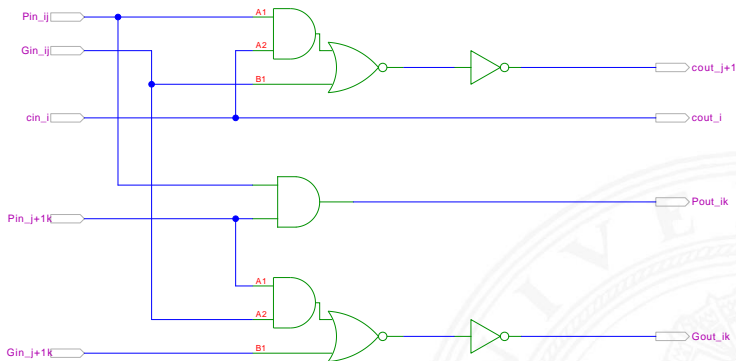 Pin_ij
A1
Gin_ij
A2
cout_j+1
B1
cin_i
cout_i
Pout_ik
Pin_j+1k
A1
A2
Gout_ik
Gin_j+1k
B1
I V E